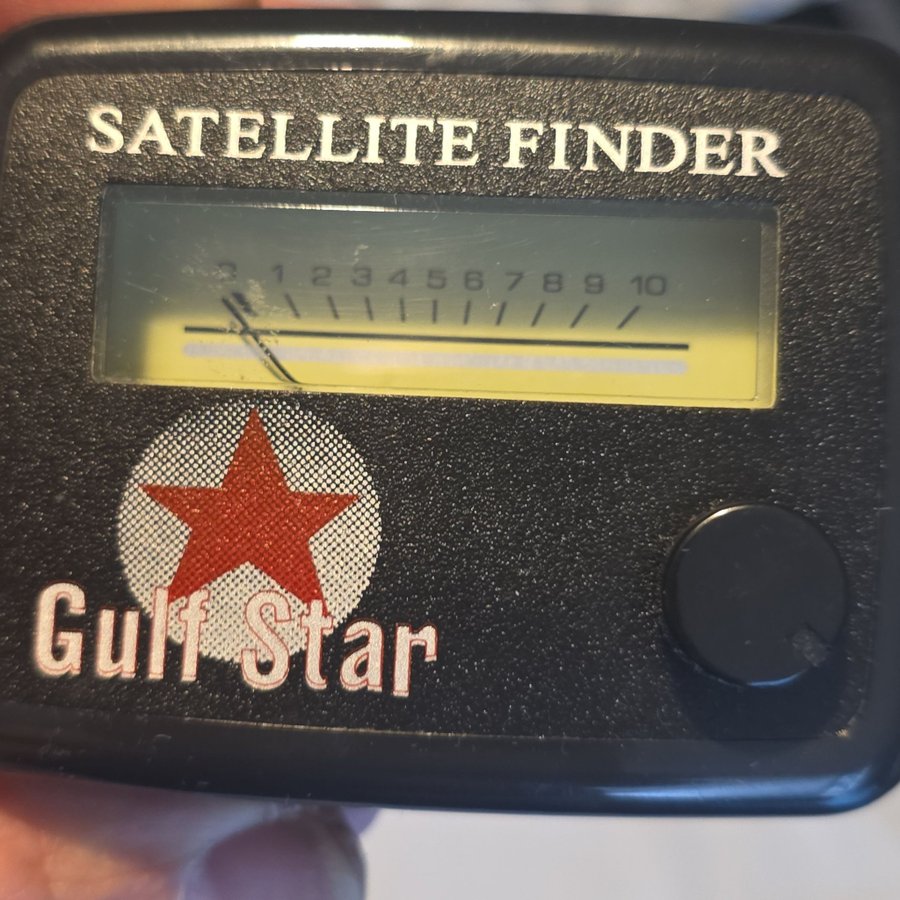 SATELLITE FINDER
0 1 2 3 4 5 6 7 8 9 10
Gulf Star